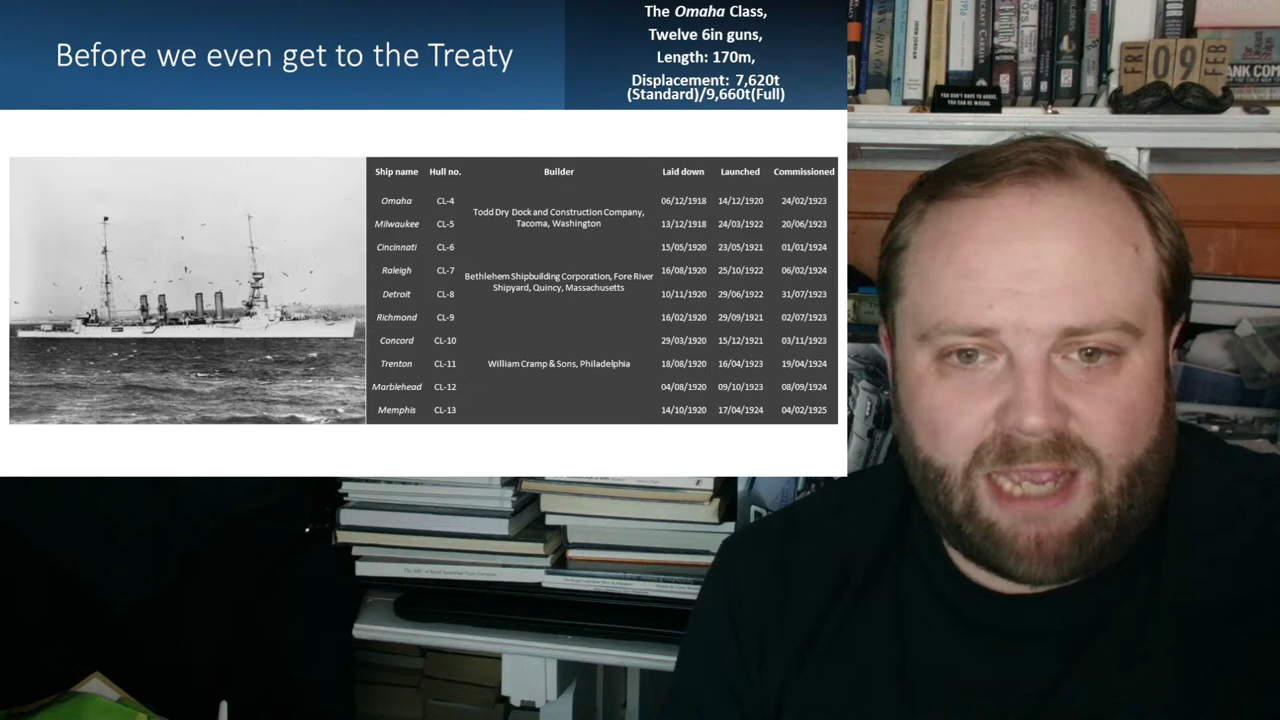 Before we even get to the Treaty
The Omaha Class,
Twelve 6in guns,
Length: 170m,
Displacement: 7,620t
(Standard)/9,660t(Full)
Ship name Hull no. Builder Laid down Launched Commissioned
Omaha CL-4 06/12/1918 14/12/1920 24/02/1923
Todd Dry Dock and Construction Company,
Tacoma, Washington
Milwaukee CL-5 13/12/1918 24/03/1922 20/06/1923
Cincinnati CL-6 15/05/1920 23/05/1921 01/01/1924
Raleigh CL-7 16/08/1920 25/10/1922 06/02/1924
Bethlehem Shipbuilding Corporation, Fore River
Shipyard, Quincy, Massachusetts
Detroit CL-8 10/11/1920 29/06/1922 31/07/1923
Richmond CL-9 16/02/1920 29/09/1921 02/07/1923
Concord CL-10 29/03/1920 15/12/1921 03/11/1923
Trenton CL-11 William Cramp & Sons, Philadelphia 18/08/1920 16/04/1923 19/04/1924
Marblehead CL-12 04/08/1920 09/10/1923 08/09/1924
Memphis CL-13 14/10/1920 17/04/1924 04/02/1925
FRI 09 FEB
YOU DON'T HAVE TO AGREE,
YOU CAN BE WRONG.